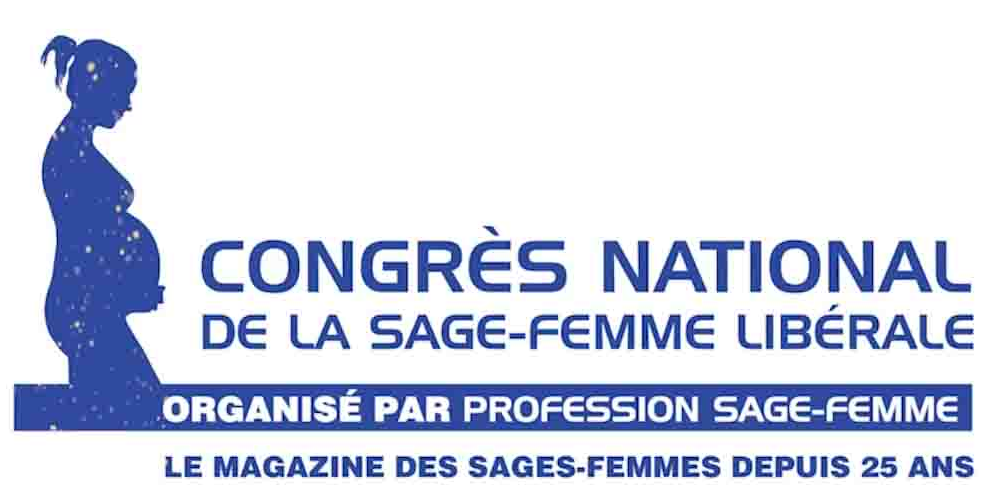 CONGRÈS NATIONAL
DE LA SAGE-FEMME LIBÉRALE
ORGANISÉ PAR PROFESSION SAGE-FEMME
LE MAGAZINE DES SAGES-FEMMES DEPUIS 25 ANS